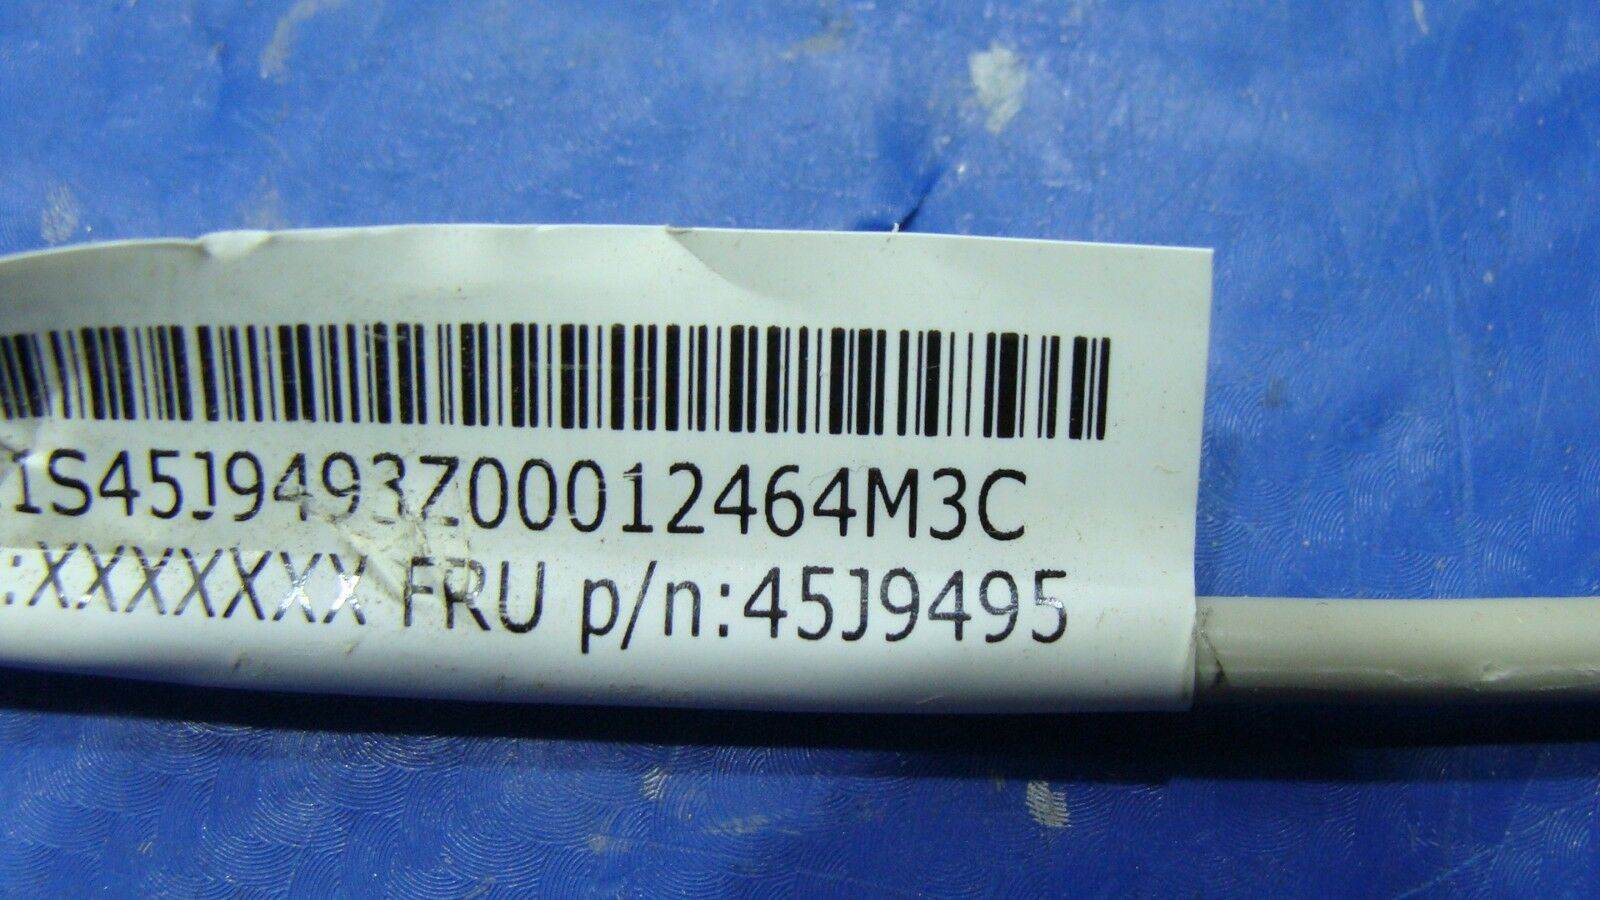 1S45J9493Z00012464M3C
:XXXXXXX FRU p/n:45J9495